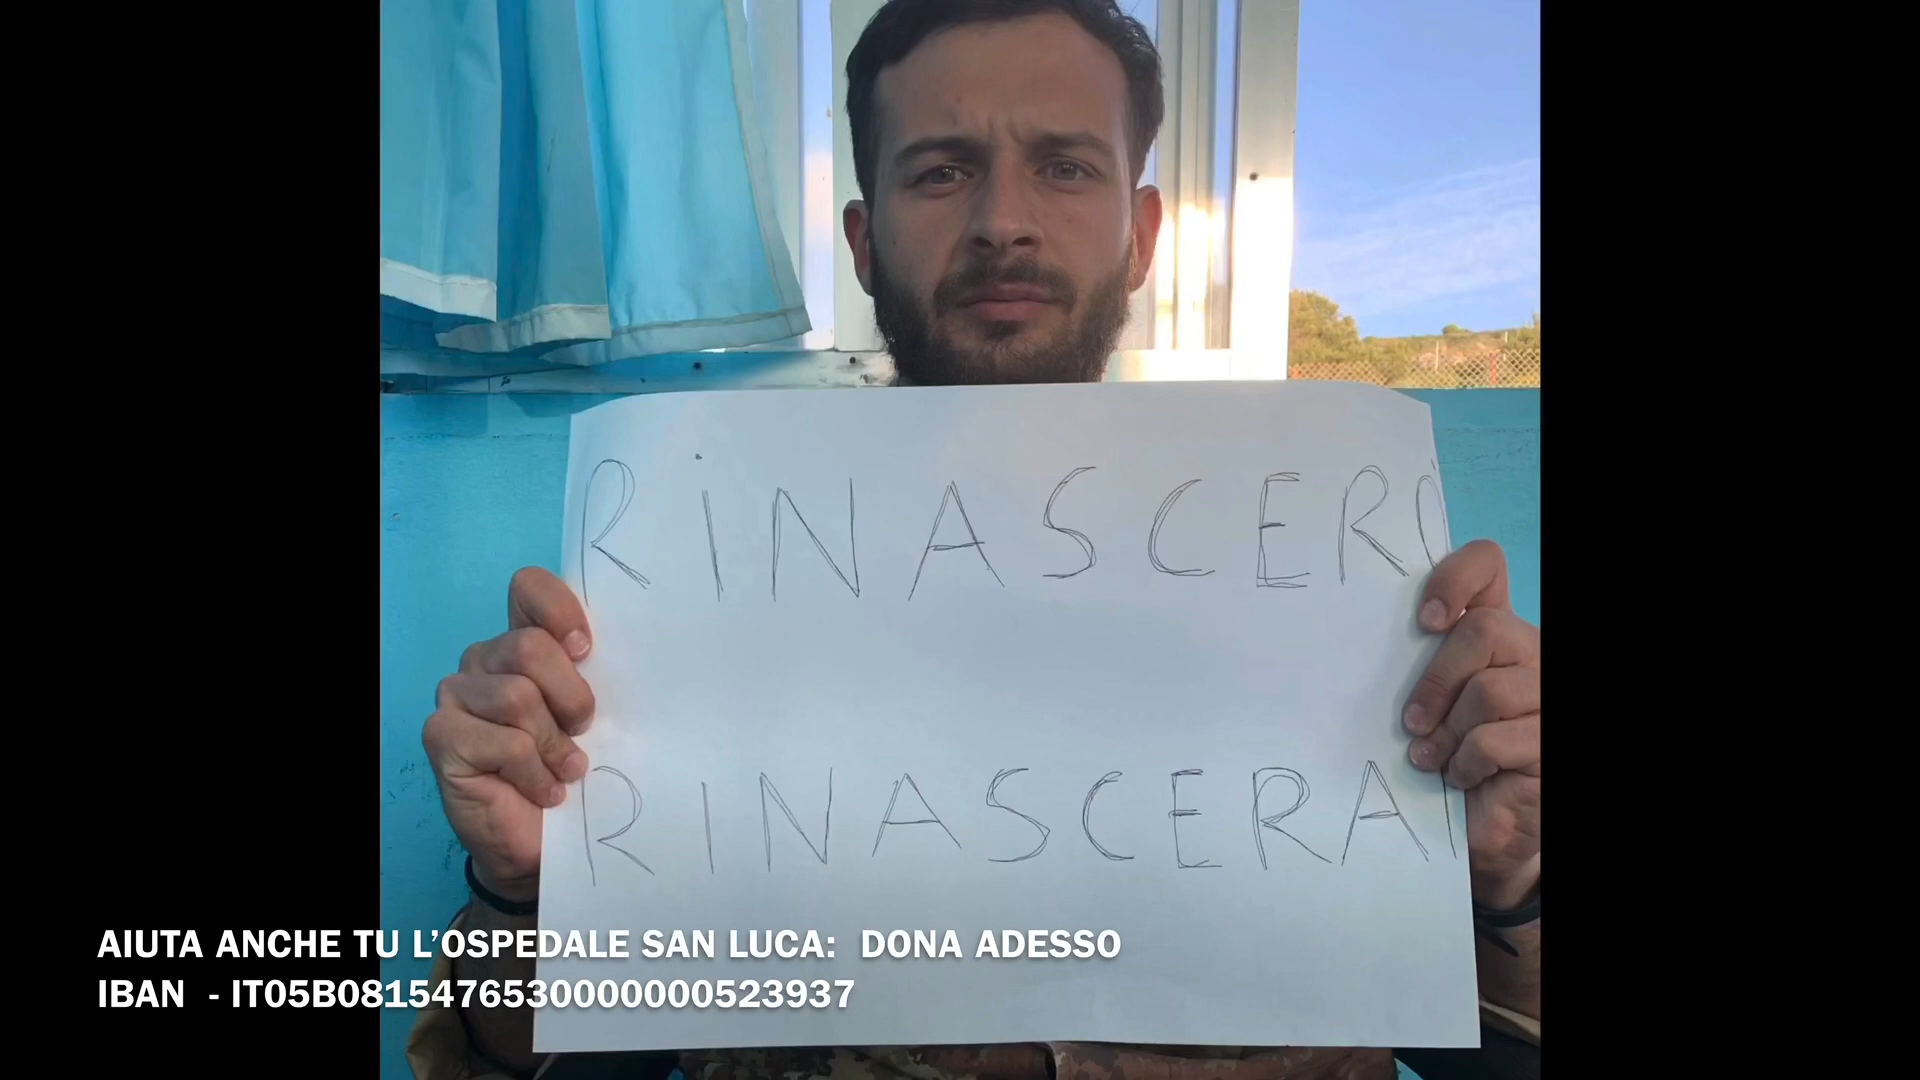 RiNASCERÒ
RINASCERAI
AIUTA ANCHE TU L’OSPEDALE SAN LUCA: DONA ADESSO
IBAN - IT05B0815476530000000523937